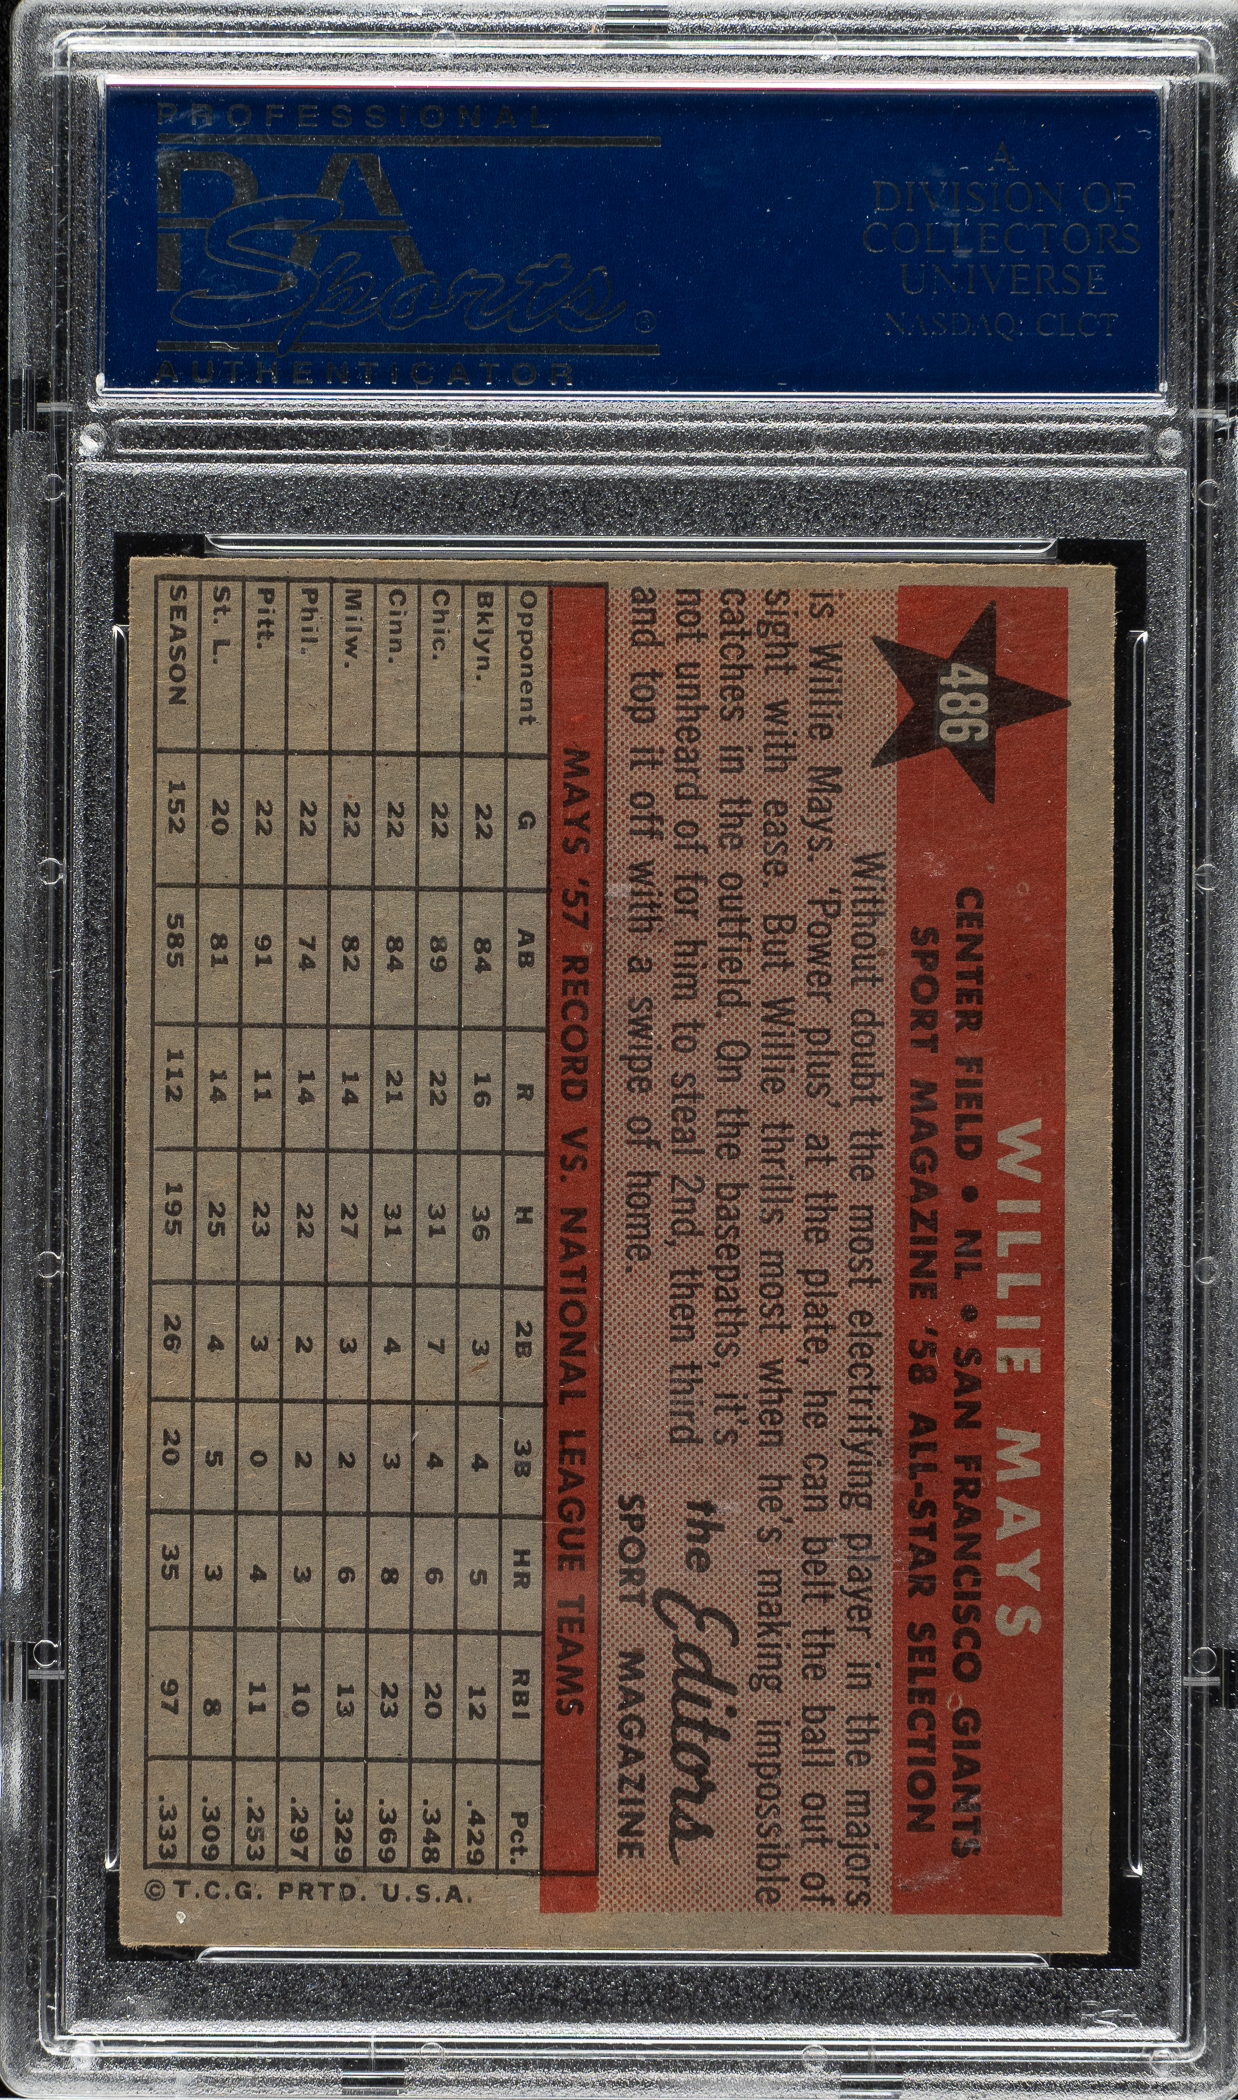 PROFESSIONAL
PSA
Sports®
AUTHENTICATOR
A
DIVISION OF
COLLECTORS
UNIVERSE
NASDAQ: CLCT
486
WILLIE MAYS
CENTER FIELD • NL • SAN FRANCISCO GIANTS
SPORT MAGAZINE '58 ALL-STAR SELECTION
Without doubt the most electrifying player in the majors
is Willie Mays. 'Power plus' at the plate, he can belt the ball out of
sight with ease. But Willie thrills most when he's making impossible
catches in the outfield. On the basepaths, it's
not unheard of for him to steal 2nd, then third
and top it off with a swipe of home.
the Editors
SPORT MAGAZINE
MAYS '57 RECORD VS. NATIONAL LEAGUE TEAMS
Opponent G AB R H 2B 3B HR RBI Pct.
Bklyn. 22 84 16 36 3 4 5 12 .429
Chic. 22 89 22 31 7 4 6 20 .348
Cinn. 22 84 21 31 4 3 8 23 .369
Milw. 22 82 14 27 3 2 6 13 .329
Phil. 22 74 14 22 2 2 3 10 .297
Pitt. 22 91 11 23 3 0 4 11 .253
St. L. 20 81 14 25 4 5 3 8 .309
SEASON 152 585 112 195 26 20 35 97 .333
© T.C.G. PRTD. U.S.A.